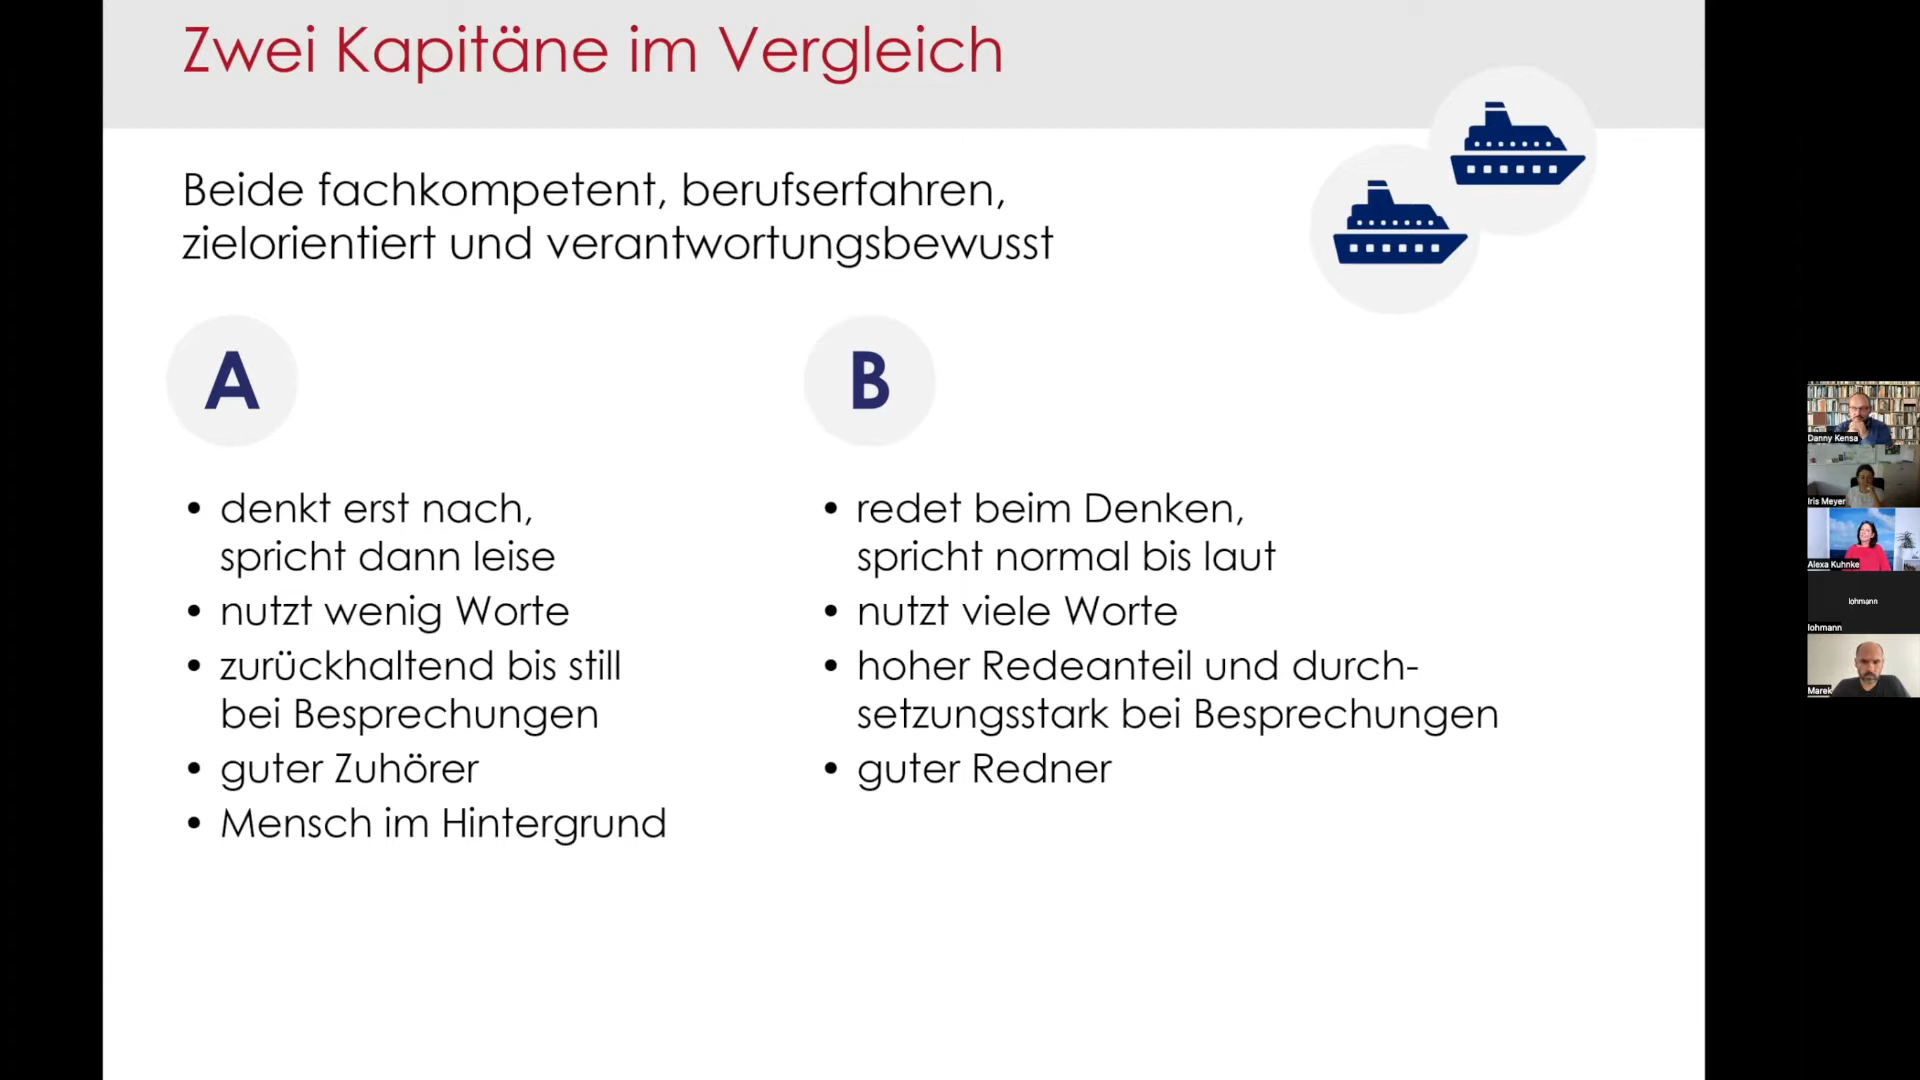 Zwei Kapitäne im Vergleich
Beide fachkompetent, berufserfahren,
zielorientiert und verantwortungsbewusst
A
• denkt erst nach,
spricht dann leise
• nutzt wenig Worte
• zurückhaltend bis still
bei Besprechungen
• guter Zuhörer
• Mensch im Hintergrund
B
• redet beim Denken,
spricht normal bis laut
• nutzt viele Worte
• hoher Redeanteil und durch-
setzungsstark bei Besprechungen
• guter Redner
Danny Kensa
Iris Meyer
Alexa Kuhnke
lohmann
lohmann
Marek